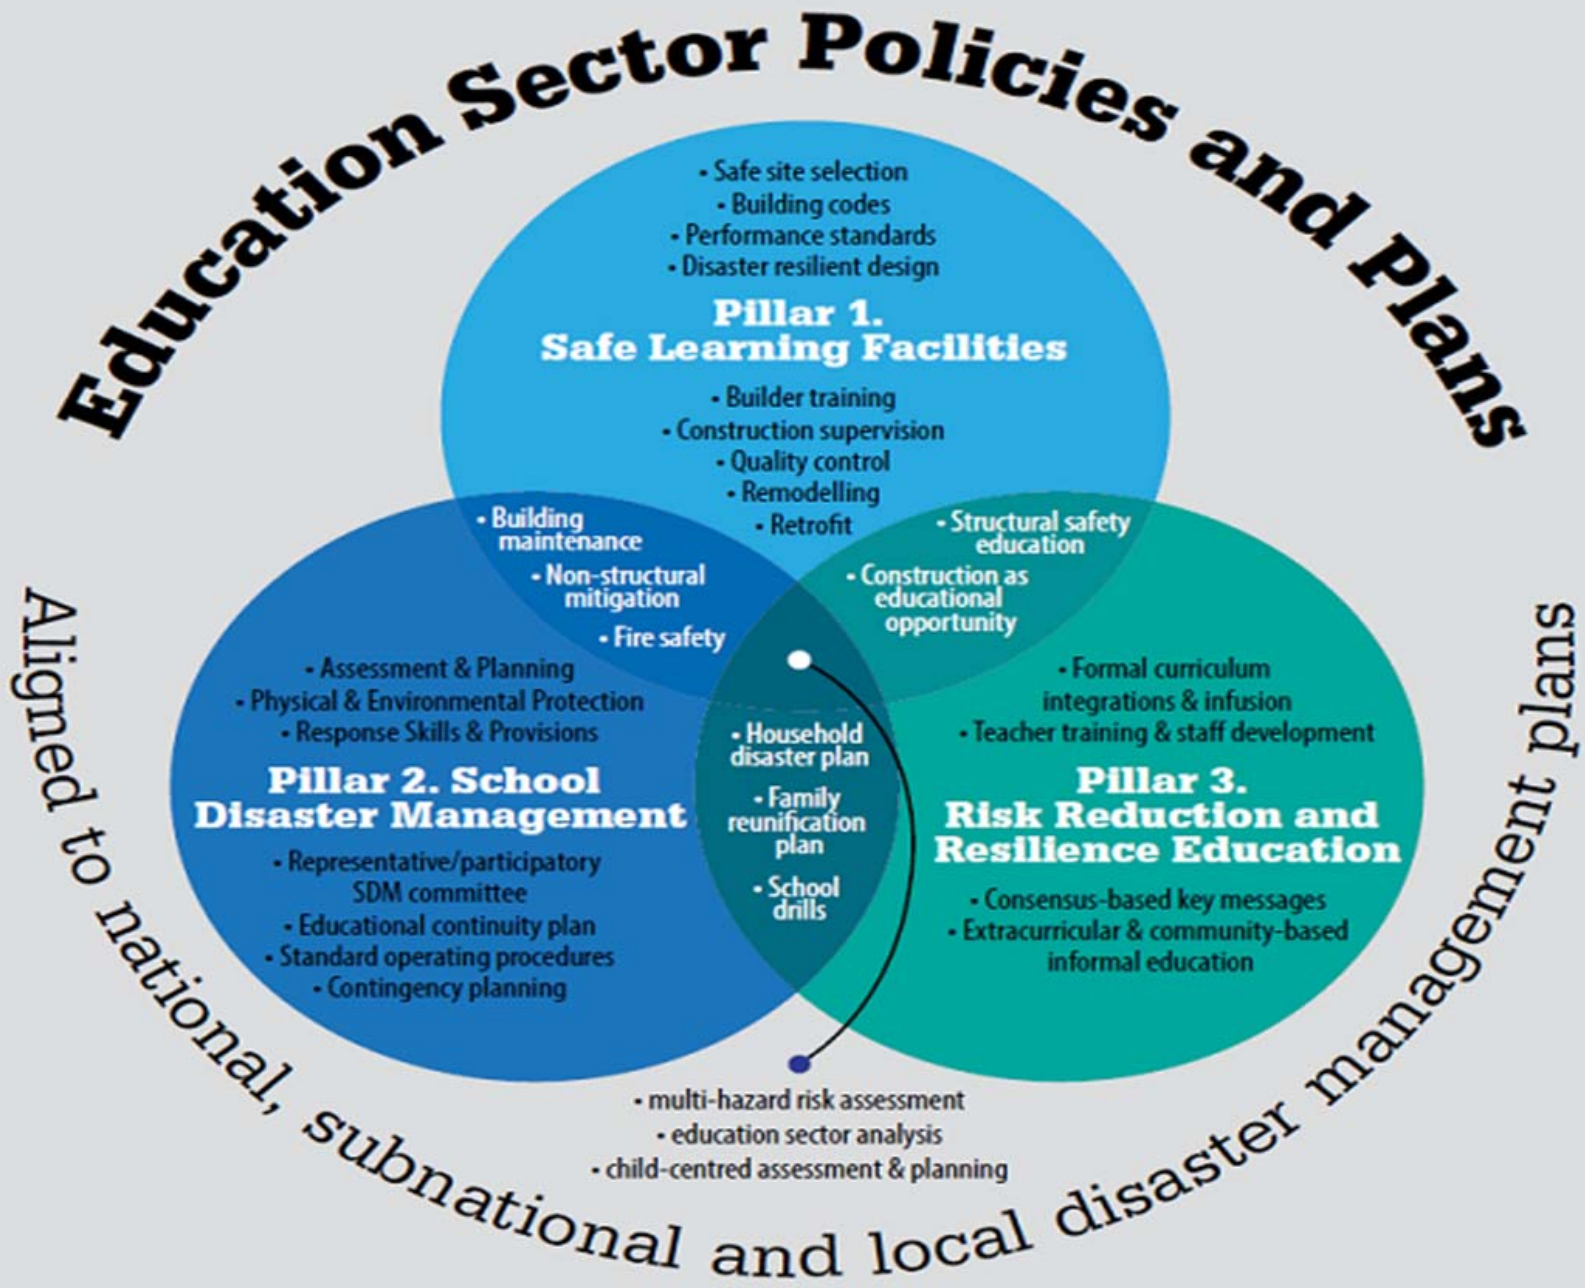 Education Sector Policies and Plans
• Safe site selection
• Building codes
• Performance standards
• Disaster resilient design
Pillar 1.
Safe Learning Facilities
• Builder training
• Construction supervision
• Quality control
• Remodelling
• Retrofit
• Building
maintenance
• Non-structural
mitigation
• Fire safety
• Structural safety
education
• Construction as
educational
opportunity
• Assessment & Planning
• Physical & Environmental Protection
• Response Skills & Provisions
Pillar 2. School
Disaster Management
• Representative/participatory
SDM committee
• Educational continuity plan
• Standard operating procedures
• Contingency planning
• Household
disaster plan
• Family
reunification
plan
• School
drills
• Formal curriculum
integrations & infusion
• Teacher training & staff development
Pillar 3.
Risk Reduction and
Resilience Education
• Consensus-based key messages
• Extracurricular & community-based
informal education
• multi-hazard risk assessment
• education sector analysis
• child-centred assessment & planning
Aligned to national, subnational and local disaster management plans